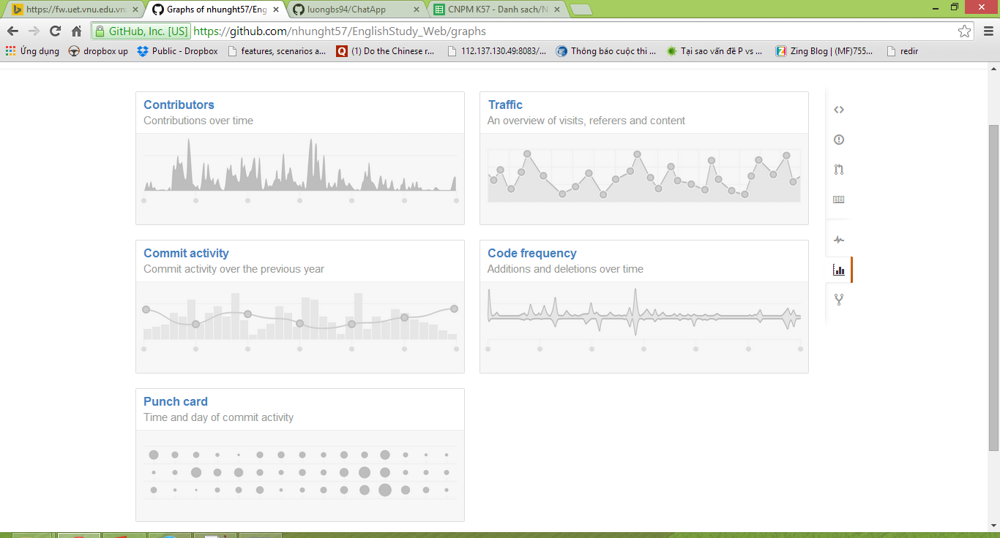 https://fw.uet.vnu.edu.vn:
Graphs of nhunght57/Eng
luongbs94/ChatApp
CNPM K57 - Danh sach/N
GitHub, Inc. [US] https://github.com/nhunght57/EnglishStudy_Web/graphs
Ứng dụng
dropbox up
Public - Dropbox
features, scenarios a...
(1) Do the Chinese r...
112.137.130.49:8083/...
Thông báo cuộc thi ...
Tại sao vấn đề P vs ...
Zing Blog | (MF)755...
redir
Contributors
Contributions over time
Traffic
An overview of visits, referers and content
Commit activity
Commit activity over the previous year
Code frequency
Additions and deletions over time
Punch card
Time and day of commit activity